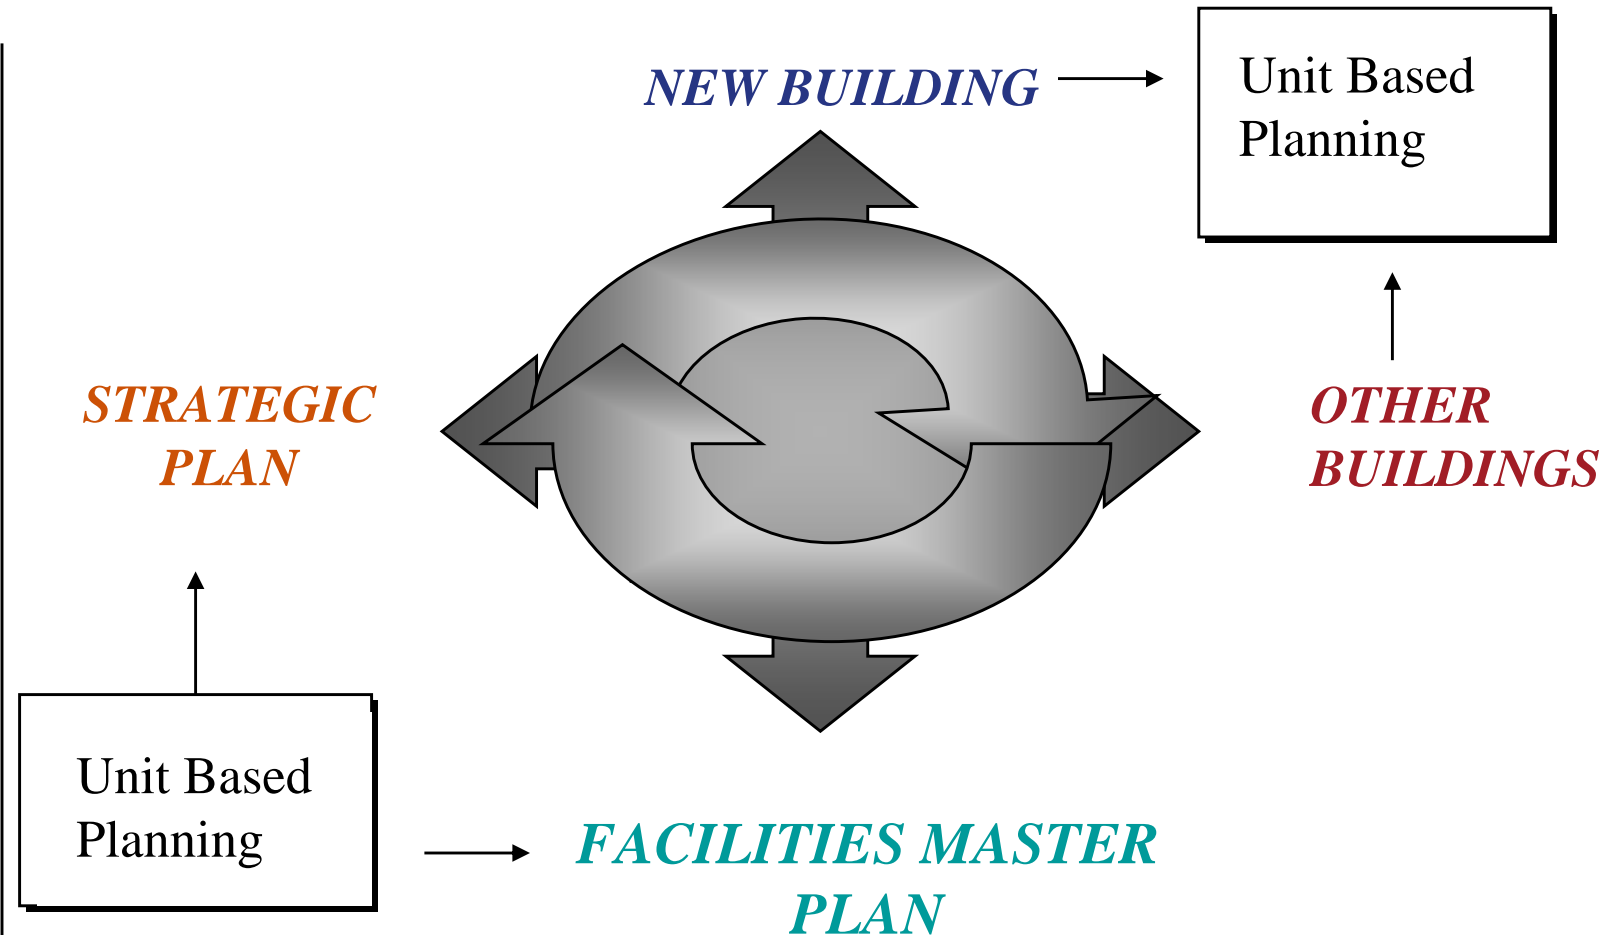 NEW BUILDING
Unit Based
Planning
STRATEGIC
PLAN
OTHER
BUILDINGS
Unit Based
Planning
FACILITIES MASTER
PLAN